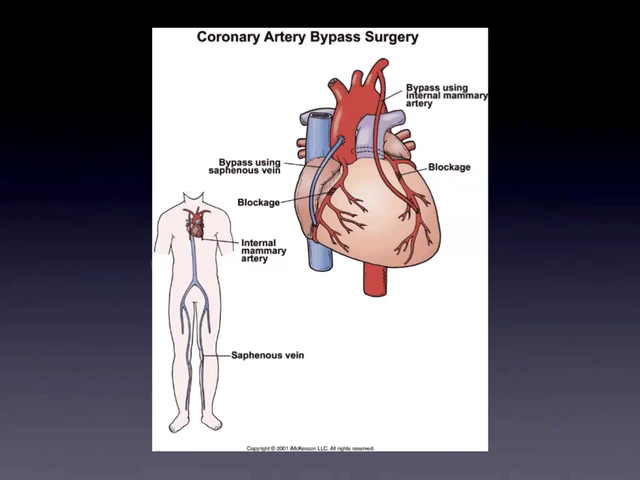 Coronary Artery Bypass Surgery
Bypass using
internal mammary
artery
Bypass using
saphenous vein
Blockage
Blockage
Internal
mammary
artery
Saphenous vein
Copyright © 2001 McKesson LLC. All rights reserved